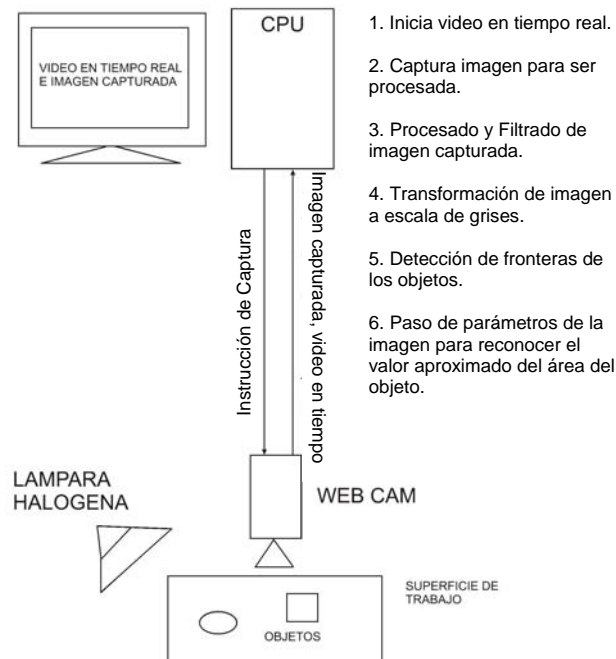 VIDEO EN TIEMPO REAL
E IMAGEN CAPTURADA
CPU
1. Inicia video en tiempo real.
2. Captura imagen para ser
procesada.
3. Procesado y Filtrado de
imagen capturada.
4. Transformación de imagen
a escala de grises.
5. Detección de fronteras de
los objetos.
6. Paso de parámetros de la
imagen para reconocer el
valor aproximado del área del
objeto.
Instrucción de Captura
Imagen capturada, video en tiempo
LAMPARA
HALOGENA
WEB CAM
SUPERFICIE DE
TRABAJO
OBJETOS